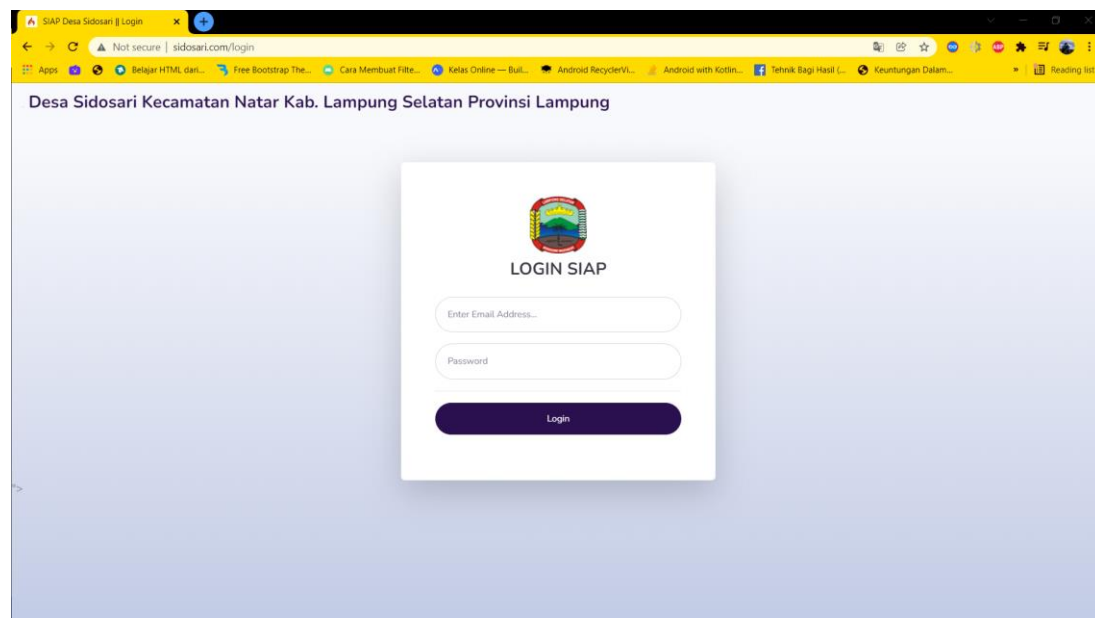 SIAP Desa Sidosari || Login
Not secure | sidosari.com/login
Apps Belajar HTML dari... Free Bootstrap The... Cara Membuat Filte... Kelas Online — Buil... Android RecyclerVi... Android with Kotlin... Tehnik Bagi Hasil (... Keuntungan Dalam... » Reading list
Desa Sidosari Kecamatan Natar Kab. Lampung Selatan Provinsi Lampung
LOGIN SIAP
Enter Email Address...
Password
Login
">